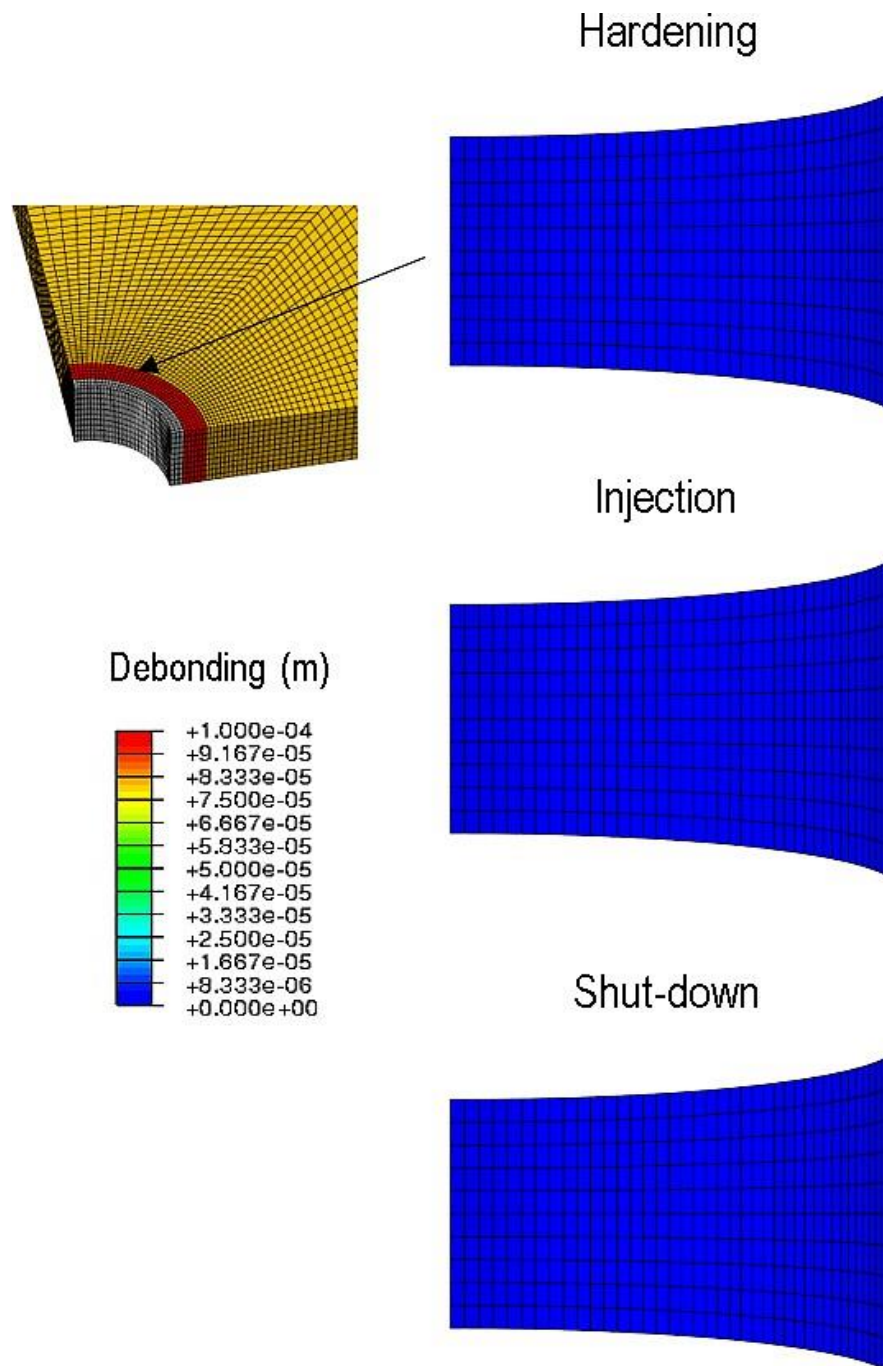 Hardening
Injection
Debonding (m)
+1.000e-04
+9.167e-05
+8.333e-05
+7.500e-05
+6.667e-05
+5.833e-05
+5.000e-05
+4.167e-05
+3.333e-05
+2.500e-05
+1.667e-05
+8.333e-06
+0.000e+00
Shut-down